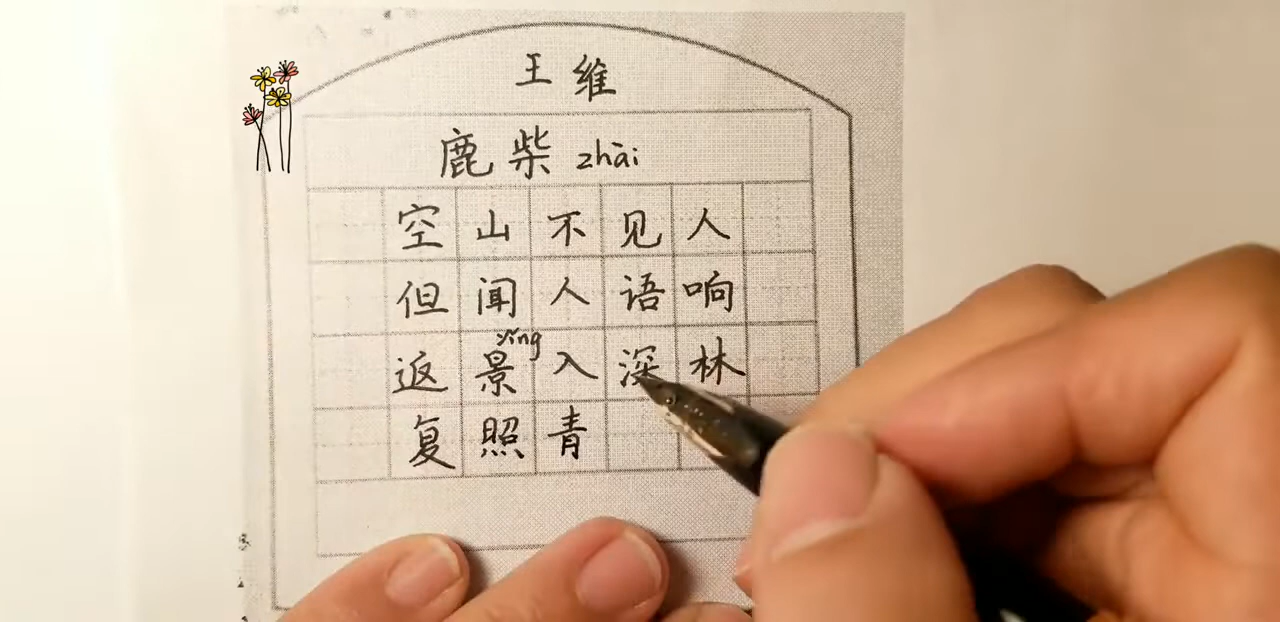 王维
鹿柴 zhāi
空山不见人
但闻人语响
yǐng
返景入深林
复照青